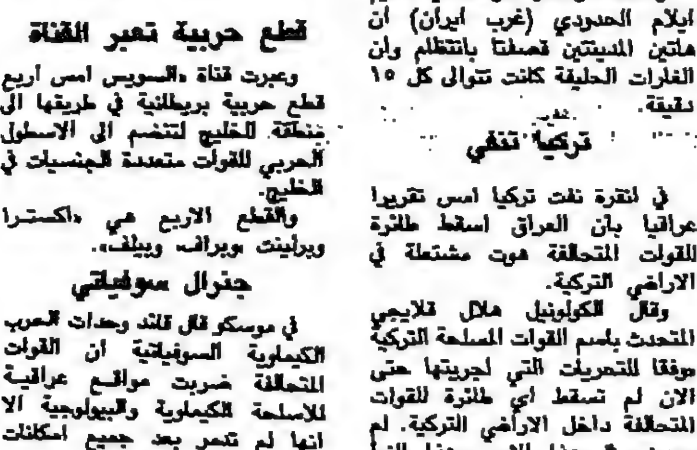 ايلام الحدودي (غرب ايران) ان
هاتين المدينتين قصفتا بانتظام وان
الغارات الحليفة كانت تتوالى كل ١٥
دقيقة.
تركيا تنفي
في انقرة نفت تركيا امس تقريرا
عراقيا بأن العراق اسقط طائرة
للقوات المتحالفة هوت مشتعلة في
الاراضي التركية.
وقال الكولونيل هلال قلايجي
المتحدث باسم القوات المسلحة التركية
موفقا للتحريات التي اجريتها حتى
الان لم تسقط اي طائرة للقوات
المتحالفة داخل الاراضي التركية. لم
قطع حربية تعبر القناة
وعبرت قناة «السويس امس اربع
قطع حربية بريطانية في طريقها الى
منطقة الخليج لتنضم الى الاسطول
الحربي للقوات متعددة الجنسيات في
الخليج.
والقطع الاربع هي «اكسترا
وبرلينت وبراف وبيلف».
جنرال سوفياتي
في موسكو قال قائد وحدات الحرب
الكيماوية السوفياتية ان القوات
المتحالفة ضربت مواقع عراقية
للاسلحة الكيماوية والبيولوجية الا
انها لم تدمر بعد جميع امكانات